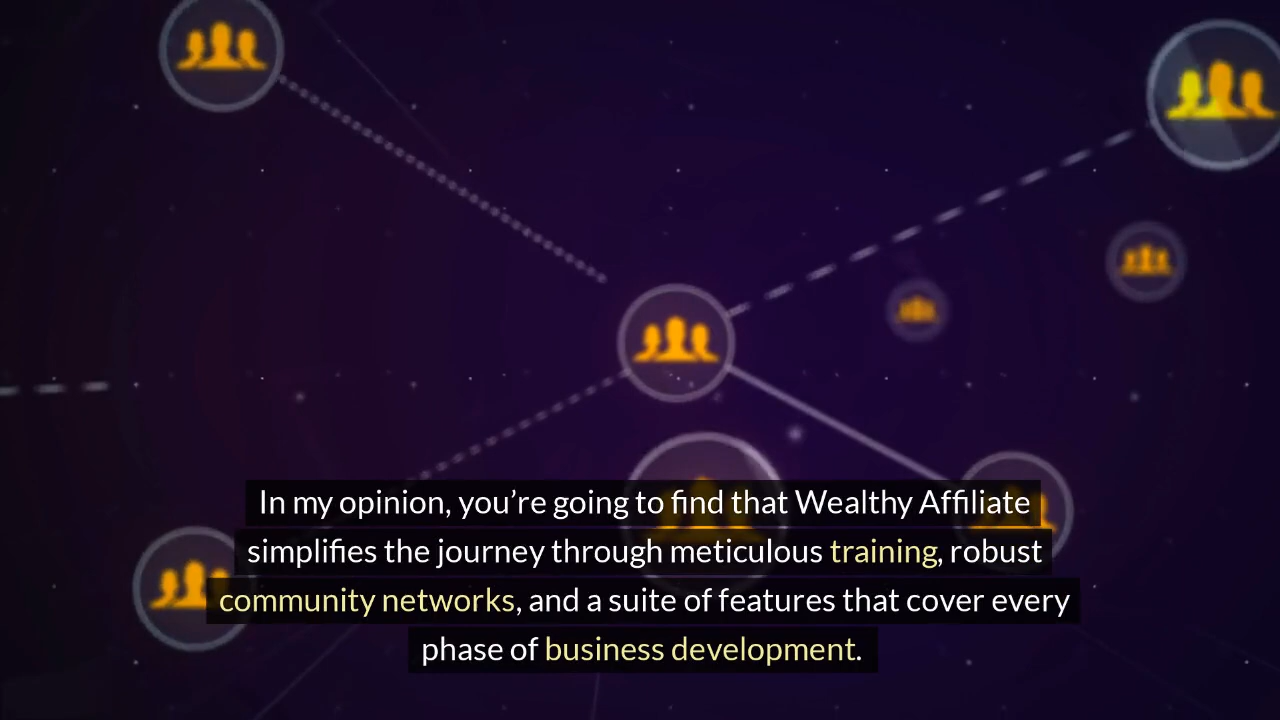 In my opinion, you’re going to find that Wealthy Affiliate
simplifies the journey through meticulous training, robust
community networks, and a suite of features that cover every
phase of business development.